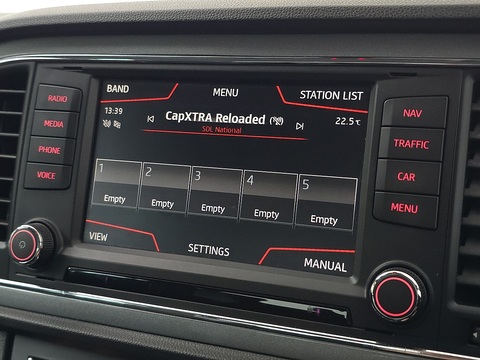 RADIO
MEDIA
PHONE
VOICE
BAND
MENU
STATION LIST
13:39
CapXTRA Reloaded
22.5°C
SDL National
1
2
3
4
5
Empty
Empty
Empty
Empty
Empty
VIEW
SETTINGS
MANUAL
NAV
TRAFFIC
CAR
MENU